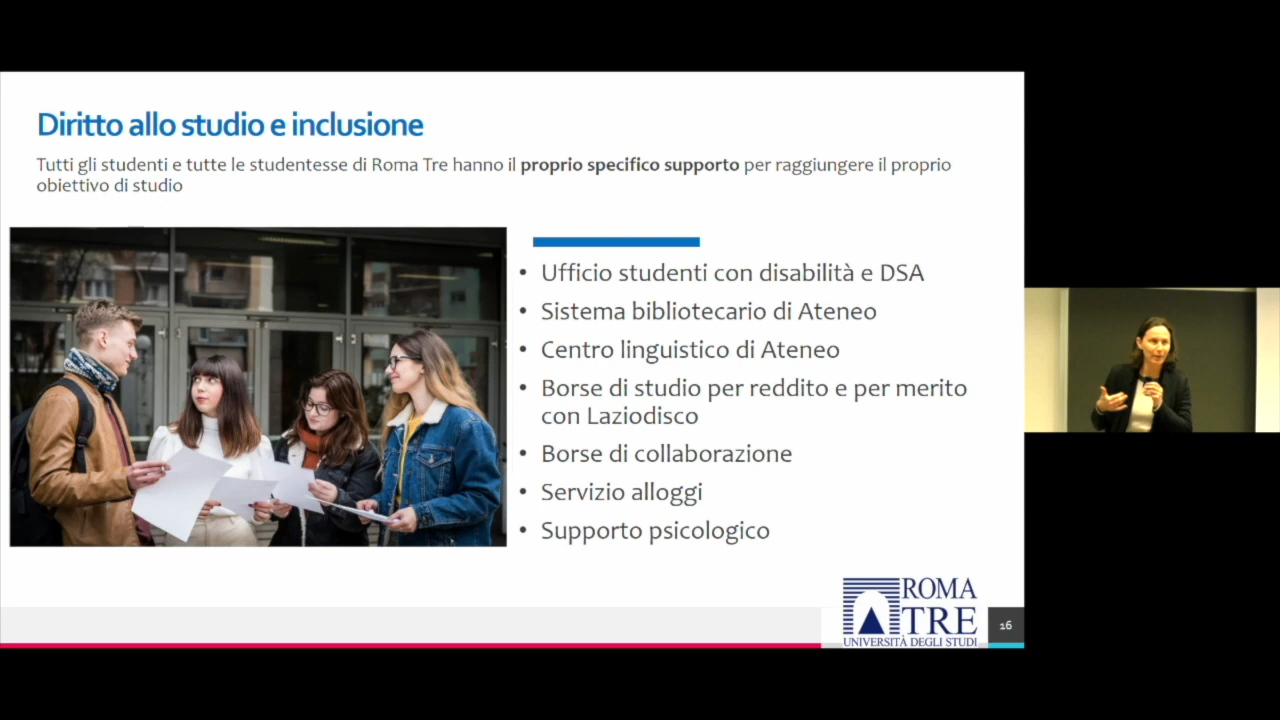 Diritto allo studio e inclusione
Tutti gli studenti e tutte le studentesse di Roma Tre hanno il proprio specifico supporto per raggiungere il proprio
obiettivo di studio
• Ufficio studenti con disabilità e DSA
• Sistema bibliotecario di Ateneo
• Centro linguistico di Ateneo
• Borse di studio per reddito e per merito
con Laziodisco
• Borse di collaborazione
• Servizio alloggi
• Supporto psicologico
ROMA
TRE
UNIVERSITÀ DEGLI STUDI
16